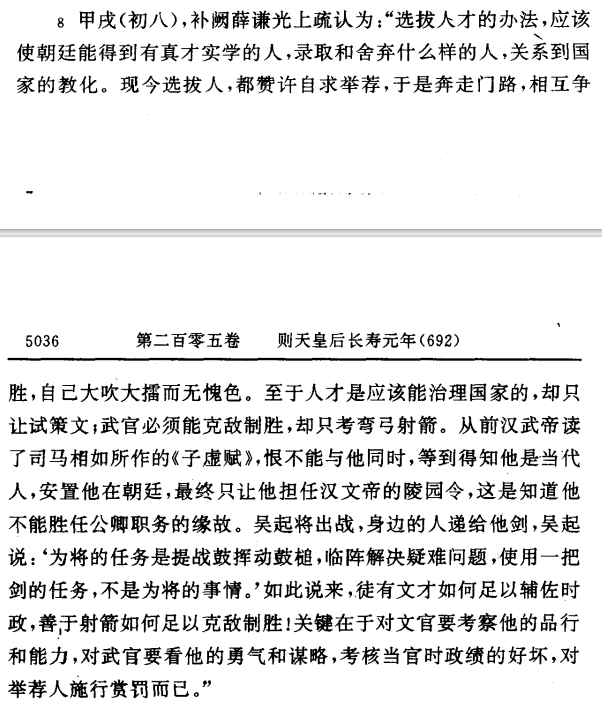 8 甲戌(初八),补阙薛谦光上疏认为:“选拔人才的办法,应该
使朝廷能得到有真才实学的人,录取和舍弃什么样的人,关系到国
家的教化。现今选拔人,都赞许自求举荐,于是奔走门路,相互争
5036 第二百零五卷 则天皇后长寿元年(692)
胜,自己大吹大擂而无愧色。至于人才是应该能治理国家的,却只
让试策文;武官必须能克敌制胜,却只考弯弓射箭。从前汉武帝读
了司马相如所作的《子虚赋》,恨不能与他同时,等到得知他是当代
人,安置他在朝廷,最终只让他担任汉文帝的陵园令,这是知道他
不能胜任公卿职务的缘故。吴起将出战,身边的人递给他剑,吴起
说:‘为将的任务是提战鼓挥动鼓槌,临阵解决疑难问题,使用一把
剑的任务,不是为将的事情。’如此说来,徒有文才如何足以辅佐时
政,善于射箭如何足以克敌制胜!关键在于对文官要考察他的品行
和能力,对武官要看他的勇气和谋略,考核当官时政绩的好坏,对
举荐人施行赏罚而已。”